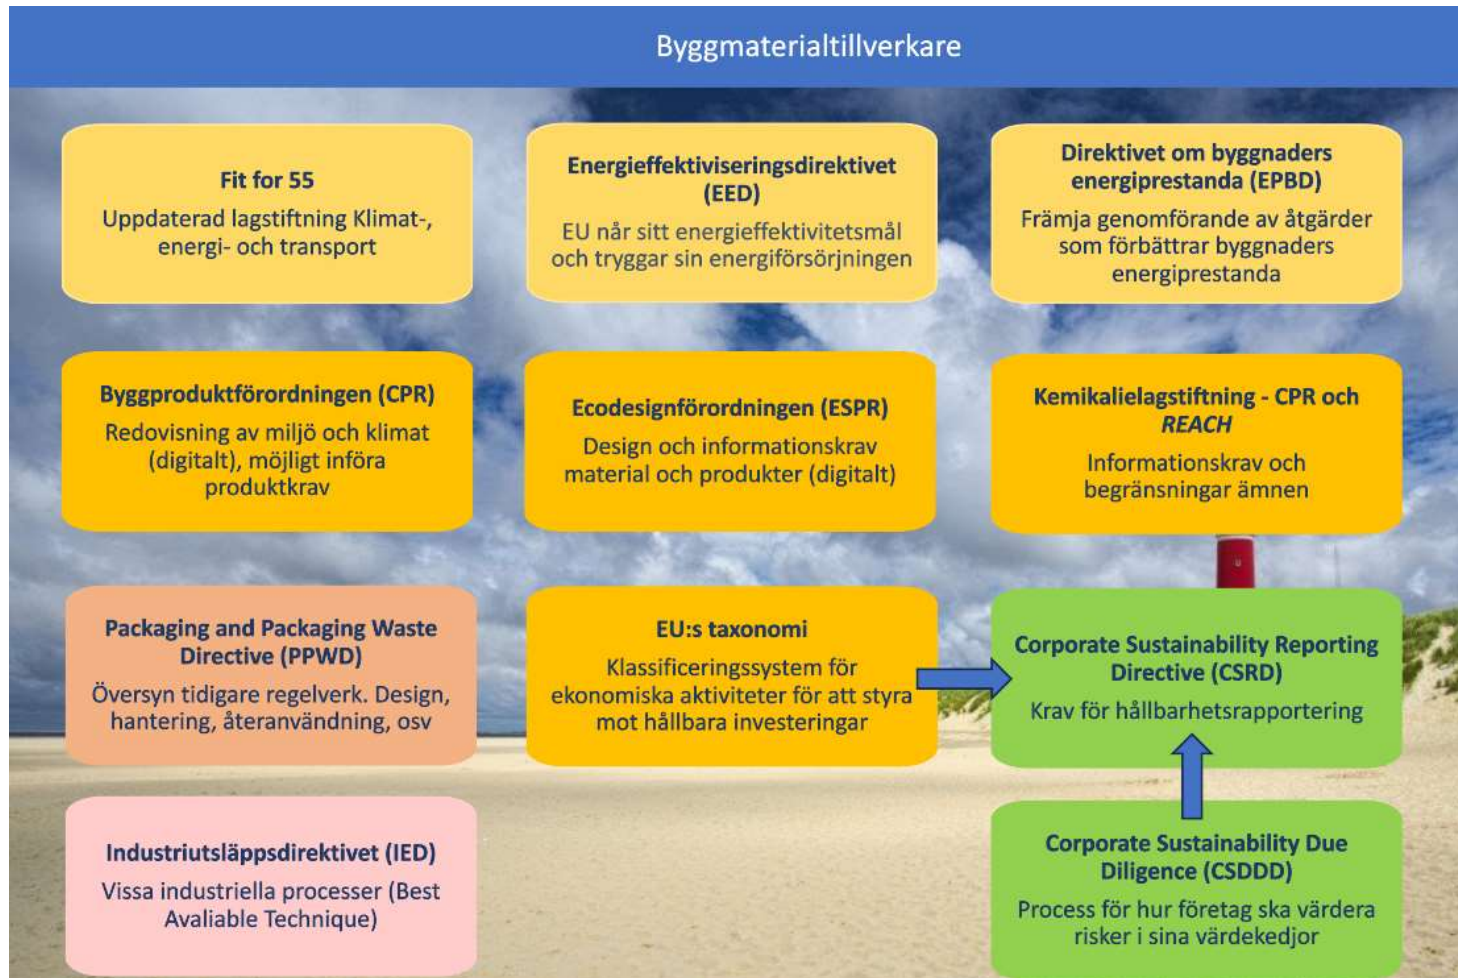 Byggmaterialtillverkare
Fit for 55
Uppdaterad lagstiftning Klimat-,
energi- och transport
Energieffektiviseringsdirektivet
(EED)
EU når sitt energieffektivitetsmål
och tryggar sin energiförsörjningen
Direktivet om byggnaders
energiprestanda (EPBD)
Främja genomförande av åtgärder
som förbättrar byggnaders
energiprestanda
Byggproduktförordningen (CPR)
Redovisning av miljö och klimat
(digitalt), möjligt införa
produktkrav
Ecodesignförordningen (ESPR)
Design och informationskrav
material och produkter (digitalt)
Kemikalielagstiftning - CPR och
REACH
Informationskrav och
begränsningar ämnen
Packaging and Packaging Waste
Directive (PPWD)
Översyn tidigare regelverk. Design,
hantering, återanvändning, osv
EU:s taxonomi
Klassificeringssystem för
ekonomiska aktiviteter för att styra
mot hållbara investeringar
Corporate Sustainability Reporting
Directive (CSRD)
Krav för hållbarhetsrapportering
Industriutsläppsdirektivet (IED)
Vissa industriella processer (Best
Avaliable Technique)
Corporate Sustainability Due
Diligence (CSDDD)
Process för hur företag ska värdera
risker i sina värdekedjor